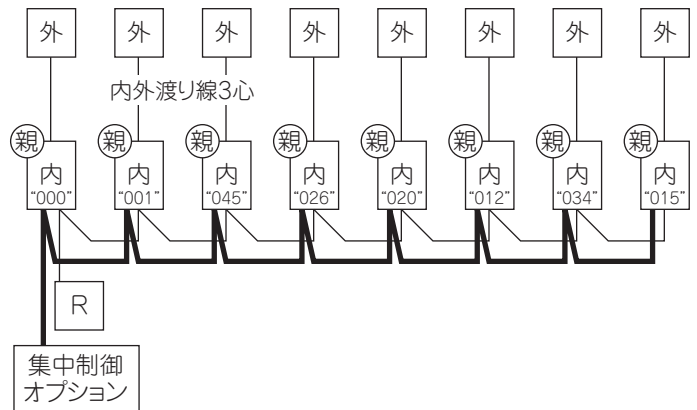 外 外 外 外 外 外 外 外
内外渡り線3心
親 親 親 親 親 親 親 親
内 内 内 内 内 内 内 内
“000” “001” “045” “026” “020” “012” “034” “015”
R
集中制御
オプション